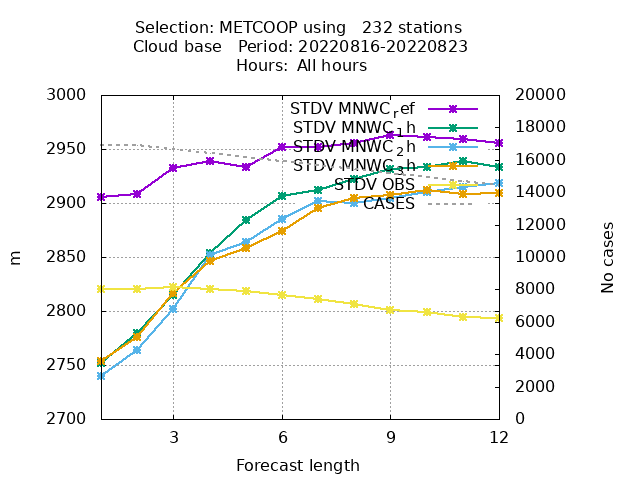 Selection: METCOOP using   232 stations
Cloud base   Period: 20220816-20220823
Hours:  All hours
3000
2950
2900
2850
2800
2750
2700
20000
18000
16000
14000
12000
10000
8000
6000
4000
2000
0
STDV MNWC_ref
STDV MNWC_1h
STDV MNWC_2h
STDV MNWC_3h
STDV OBS
CASES
m
No cases
3
6
9
12
Forecast length